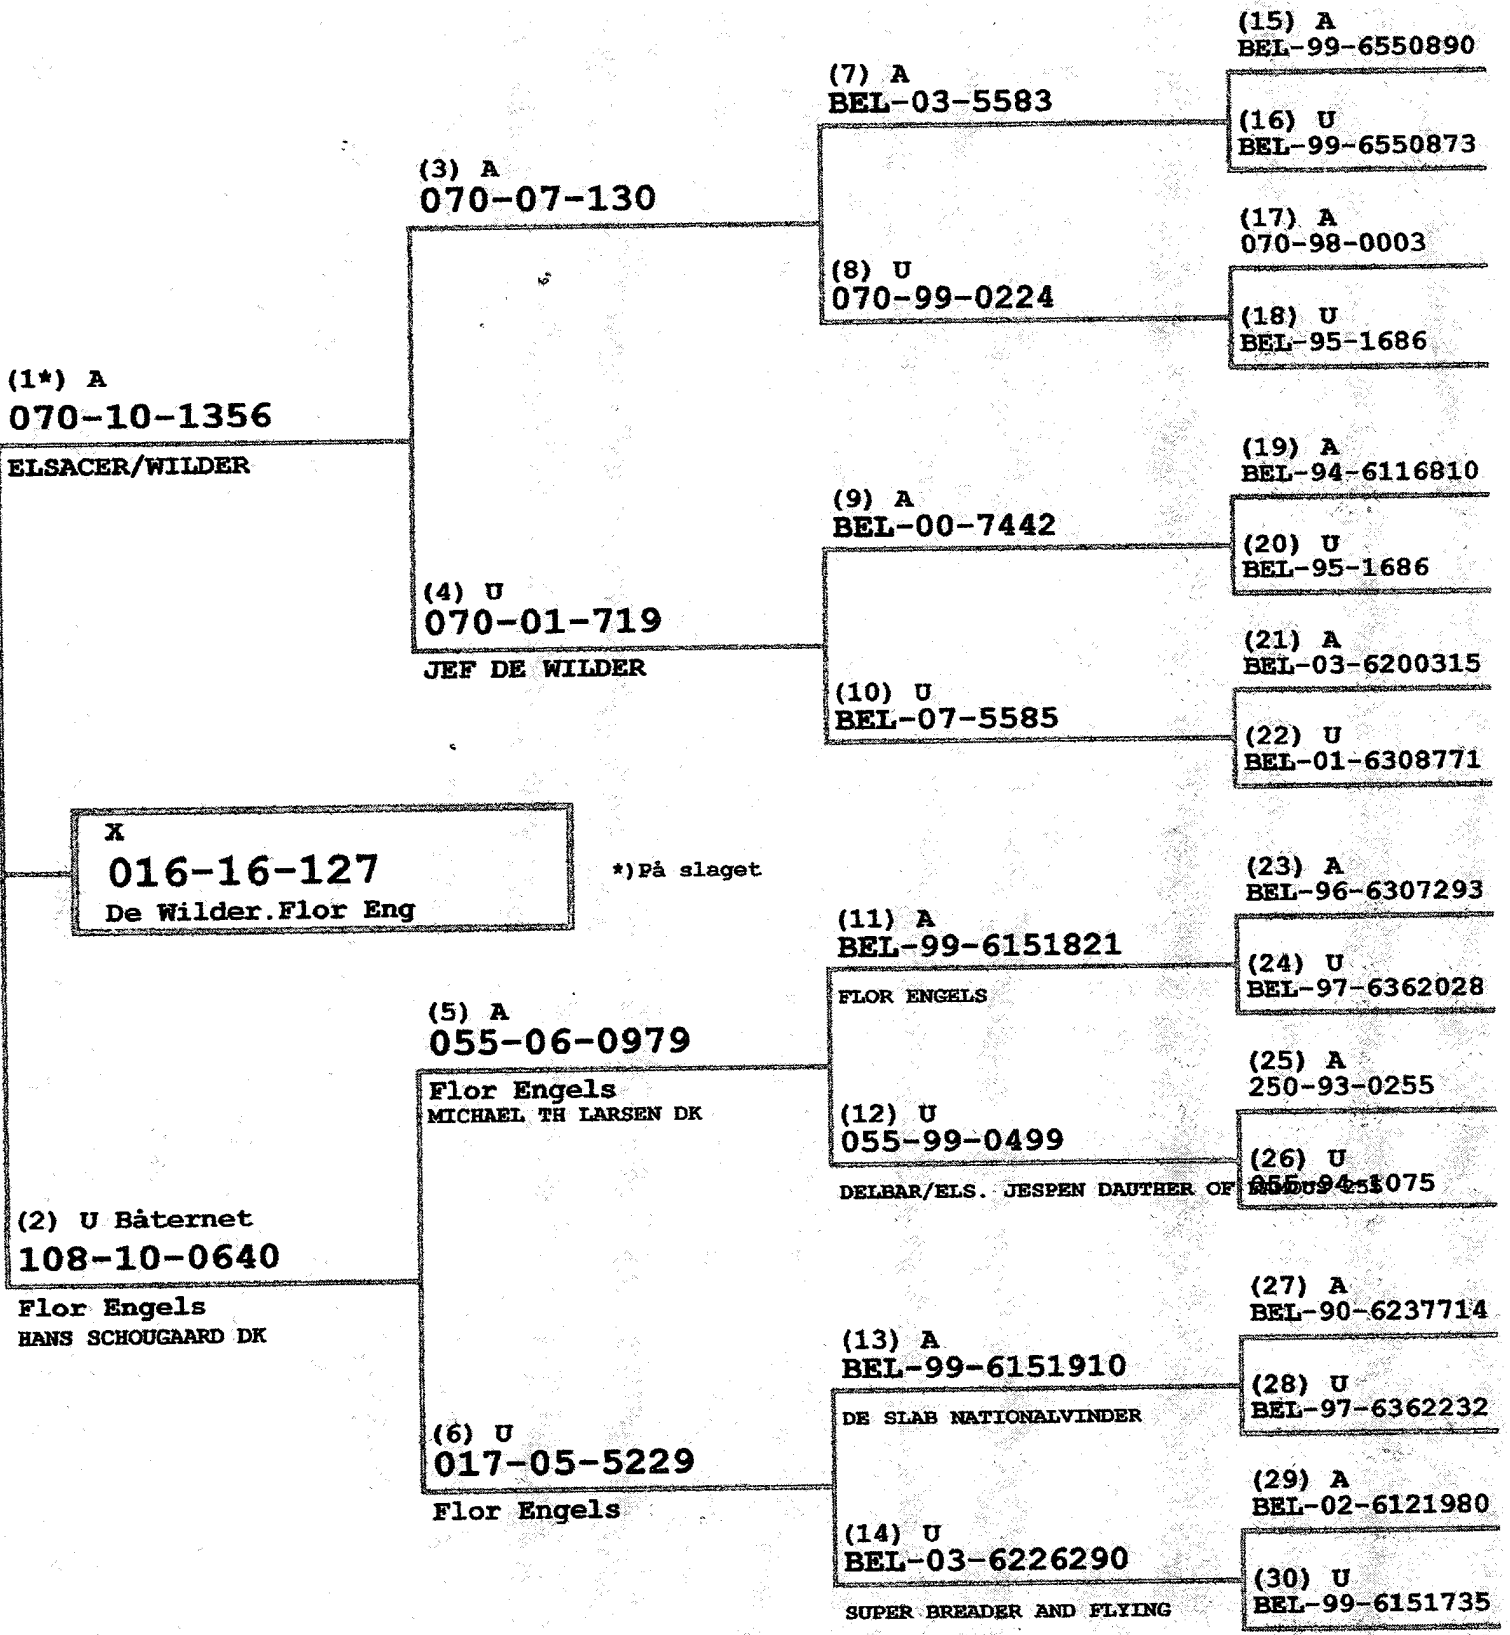 (15) A
BEL-99-6550890
(7) A
BEL-03-5583
(16) U
BEL-99-6550873
(3) A
070-07-130
(17) A
070-98-0003
(8) U
070-99-0224
(18) U
BEL-95-1686
(1*) A
070-10-1356
ELSACER/WILDER
(19) A
BEL-94-6116810
(9) A
BEL-00-7442
(20) U
BEL-95-1686
(4) U
070-01-719
JEF DE WILDER
(21) A
BEL-03-6200315
(10) U
BEL-07-5585
(22) U
BEL-01-6308771
X
016-16-127
De Wilder.Flor Eng
*)På slaget
(23) A
BEL-96-6307293
(11) A
BEL-99-6151821
FLOR ENGELS
(24) U
BEL-97-6362028
(5) A
055-06-0979
Flor Engels
MICHAEL TH LARSEN DK
(25) A
250-93-0255
(12) U
055-99-0499
DELBAR/ELS. JESPEN DAUTHER OF
(26) U
055-94-1075
(2) U Båternet
108-10-0640
Flor Engels
HANS SCHOUGAARD DK
(27) A
BEL-90-6237714
(13) A
BEL-99-6151910
DE SLAB NATIONALVINDER
(28) U
BEL-97-6362232
(6) U
017-05-5229
Flor Engels
(29) A
BEL-02-6121980
(14) U
BEL-03-6226290
SUPER BREADER AND FLYING
(30) U
BEL-99-6151735